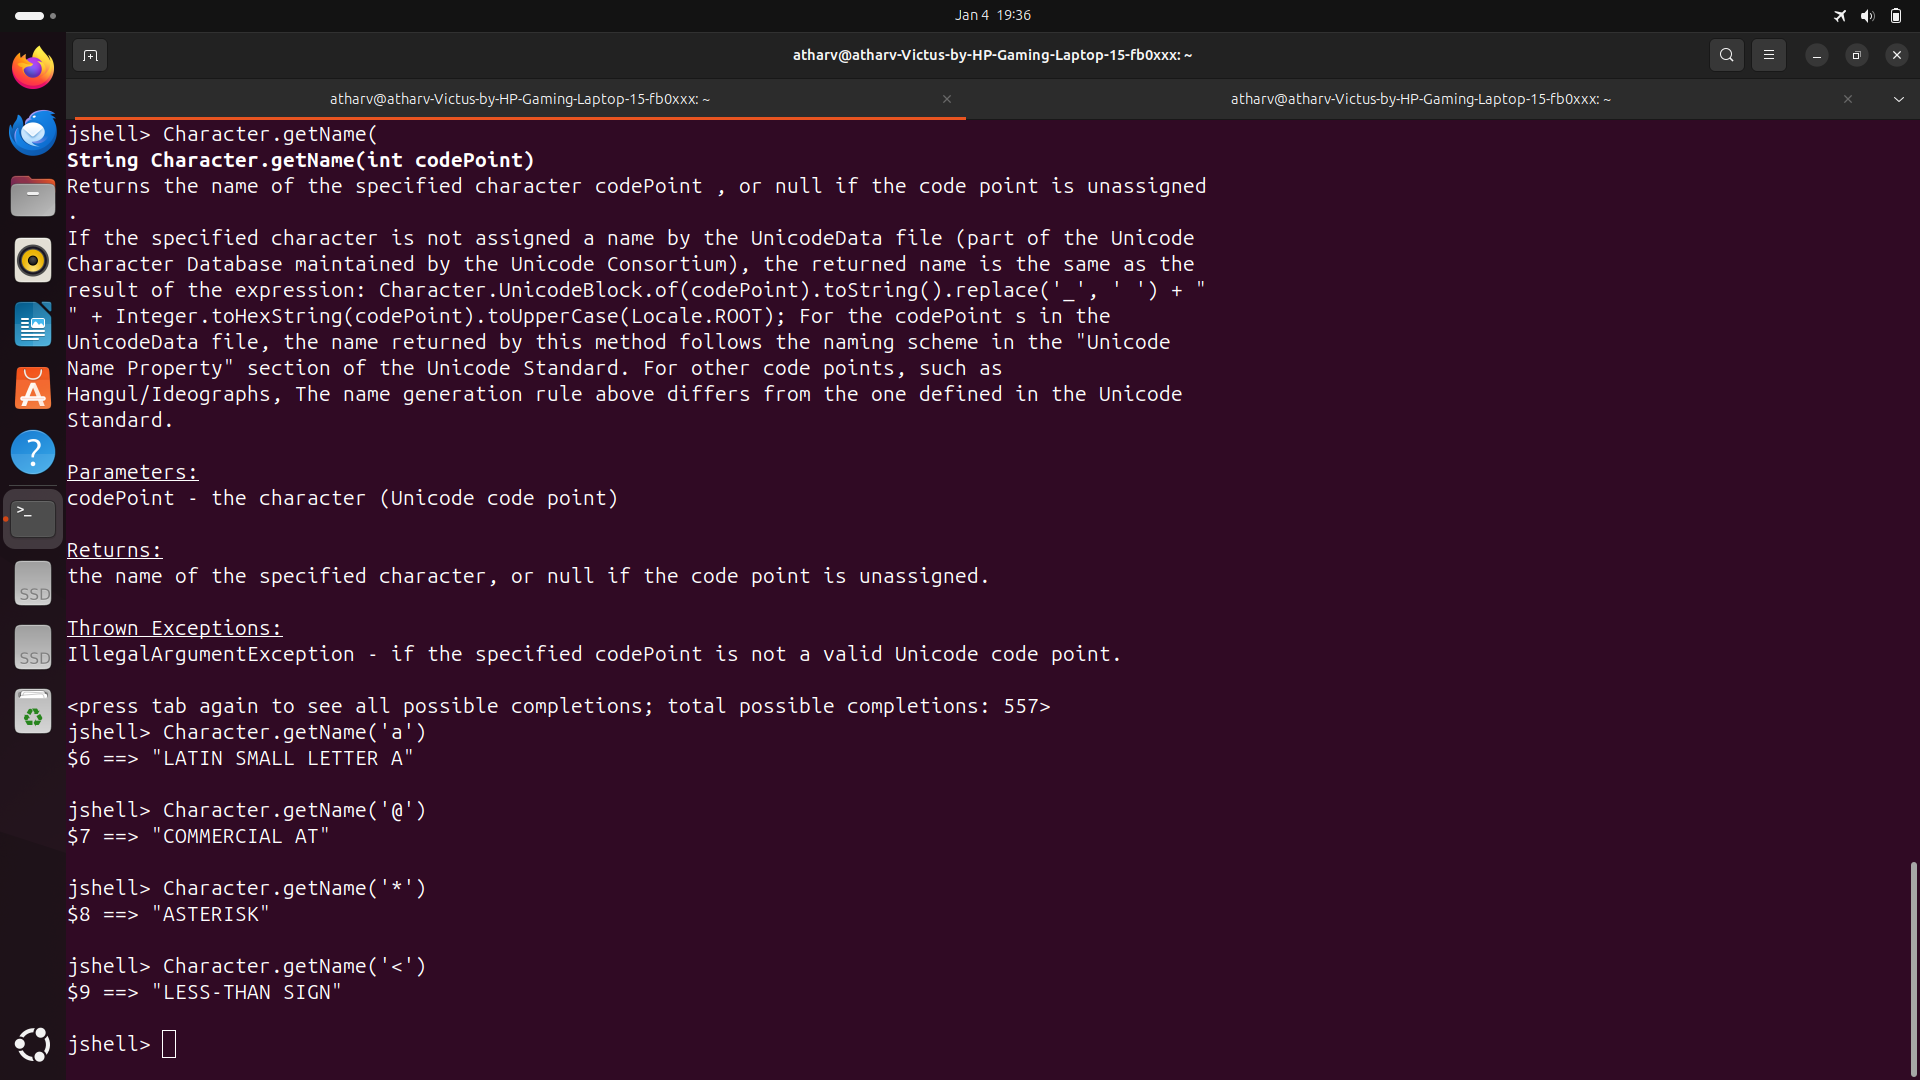 Jan 4 19:36
atharv@atharv-Victus-by-HP-Gaming-Laptop-15-fb0xxx: ~
atharv@atharv-Victus-by-HP-Gaming-Laptop-15-fb0xxx: ~
atharv@atharv-Victus-by-HP-Gaming-Laptop-15-fb0xxx: ~
jshell> Character.getName(
String Character.getName(int codePoint)
Returns the name of the specified character codePoint , or null if the code point is unassigned
.
If the specified character is not assigned a name by the UnicodeData file (part of the Unicode
Character Database maintained by the Unicode Consortium), the returned name is the same as the
result of the expression: Character.UnicodeBlock.of(codePoint).toString().replace('_', ' ') + "
" + Integer.toHexString(codePoint).toUpperCase(Locale.ROOT); For the codePoint s in the
UnicodeData file, the name returned by this method follows the naming scheme in the "Unicode
Name Property" section of the Unicode Standard. For other code points, such as
Hangul/Ideographs, The name generation rule above differs from the one defined in the Unicode
Standard.
Parameters:
codePoint - the character (Unicode code point)
Returns:
the name of the specified character, or null if the code point is unassigned.
Thrown Exceptions:
IllegalArgumentException - if the specified codePoint is not a valid Unicode code point.
<press tab again to see all possible completions; total possible completions: 557>
jshell> Character.getName('a')
$6 ==> "LATIN SMALL LETTER A"
jshell> Character.getName('@')
$7 ==> "COMMERCIAL AT"
jshell> Character.getName('*')
$8 ==> "ASTERISK"
jshell> Character.getName('<')
$9 ==> "LESS-THAN SIGN"
jshell>
>_
SSD
SSD